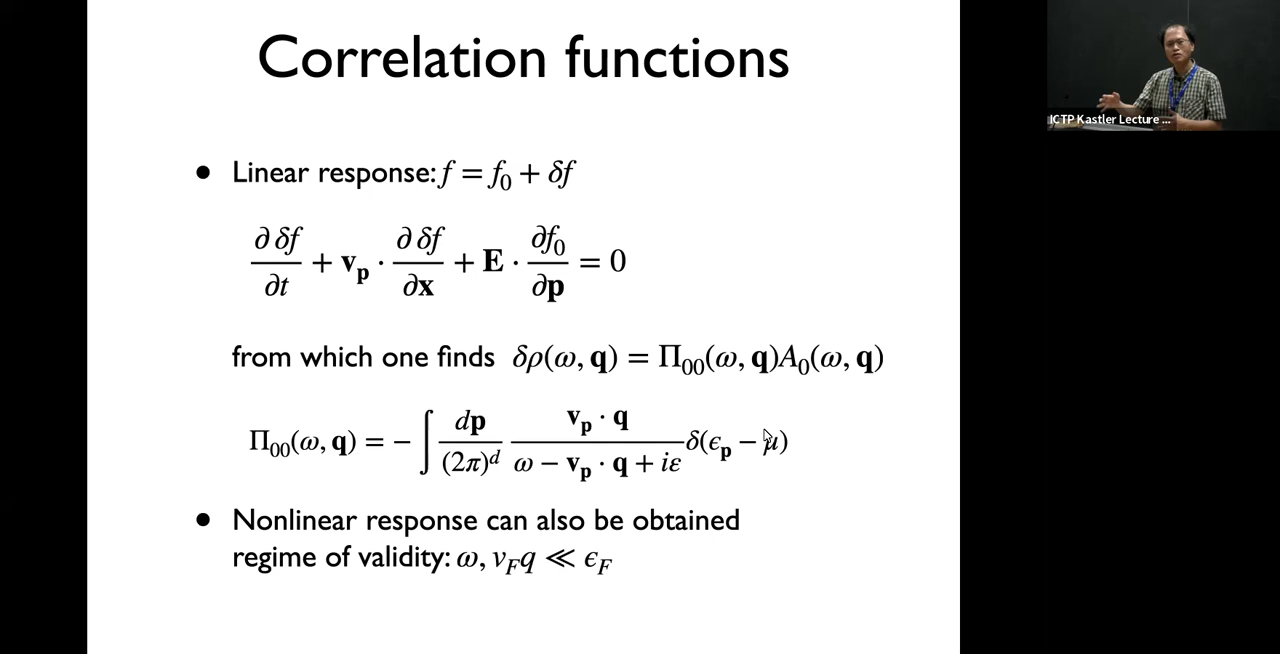 Correlation functions
• Linear response: f = f₀ + δf
∂ δf/∂t + v_p · ∂ δf/∂x + E · ∂f₀/∂p = 0
from which one finds δρ(ω, q) = Π₀₀(ω, q)A₀(ω, q)
Π₀₀(ω, q) = − ∫ dp/(2π)^d (v_p · q)/(ω − v_p · q + iε) δ(ϵ_p − μ)
• Nonlinear response can also be obtained
regime of validity: ω, v_F q ≪ ϵ_F
ICTP Kastler Lecture ...